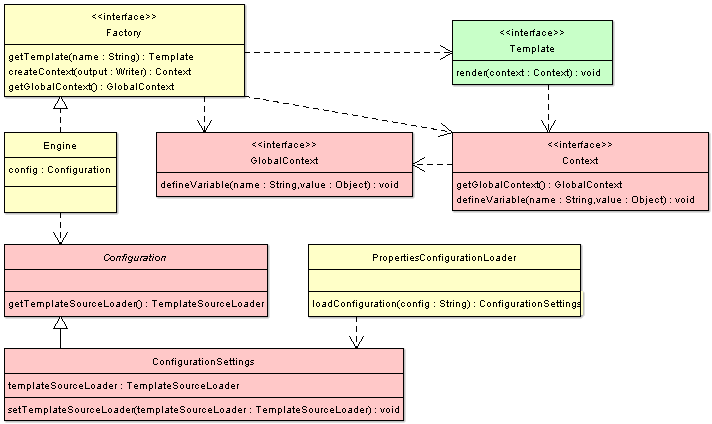 <<interface>>
Factory
getTemplate(name : String) : Template
createContext(output : Writer) : Context
getGlobalContext() : GlobalContext
<<interface>>
Template
render(context : Context) : void
Engine
config : Configuration
<<interface>>
GlobalContext
defineVariable(name : String,value : Object) : void
<<interface>>
Context
getGlobalContext() : GlobalContext
defineVariable(name : String,value : Object) : void
Configuration
getTemplateSourceLoader() : TemplateSourceLoader
PropertiesConfigurationLoader
loadConfiguration(config : String) : ConfigurationSettings
ConfigurationSettings
templateSourceLoader : TemplateSourceLoader
setTemplateSourceLoader(templateSourceLoader : TemplateSourceLoader) : void